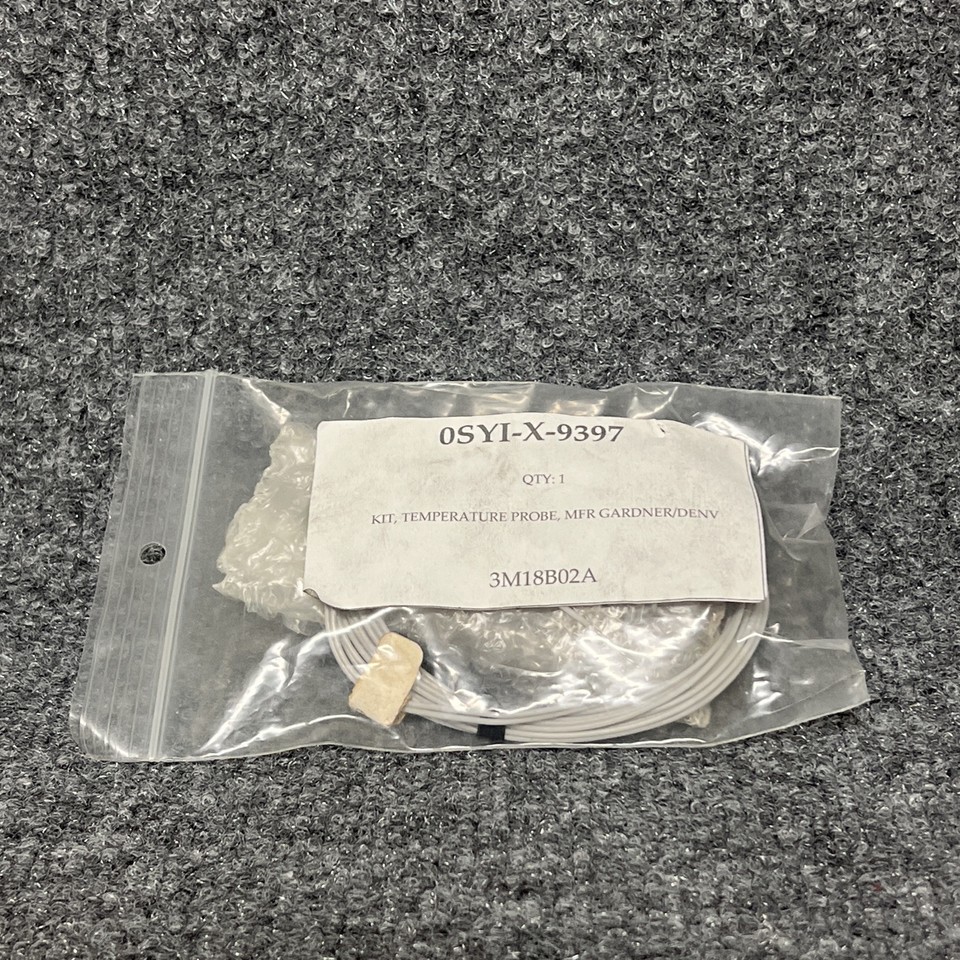 0SYI-X-9397
QTY: 1
KIT, TEMPERATURE PROBE, MFR GARDNER/DENV
3M18B02A